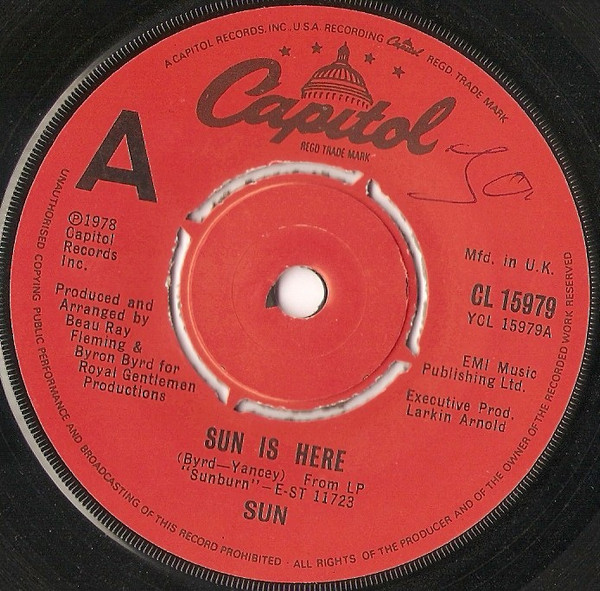 A CAPITOL RECORDS, INC., U.S.A. RECORDING Capitol REGD. TRADE MARK
Capitol
REGD TRADE MARK
A
℗1978
Capitol
Records
Inc.
Mfd. in U.K.
CL 15979
YCL 15979A
Produced and
Arranged by
Beau Ray
Fleming &
Byron Byrd for
Royal Gentlemen
Productions
EMI Music
Publishing Ltd.
Executive Prod.
Larkin Arnold
SUN IS HERE
(Byrd—Yancey) From LP
"Sunburn"—E-ST 11723
SUN
UNAUTHORISED COPYING PUBLIC PERFORMANCE AND BROADCASTING OF THIS RECORD PROHIBITED · ALL RIGHTS OF THE PRODUCER AND OF THE OWNER OF THE RECORDED WORK RESERVED